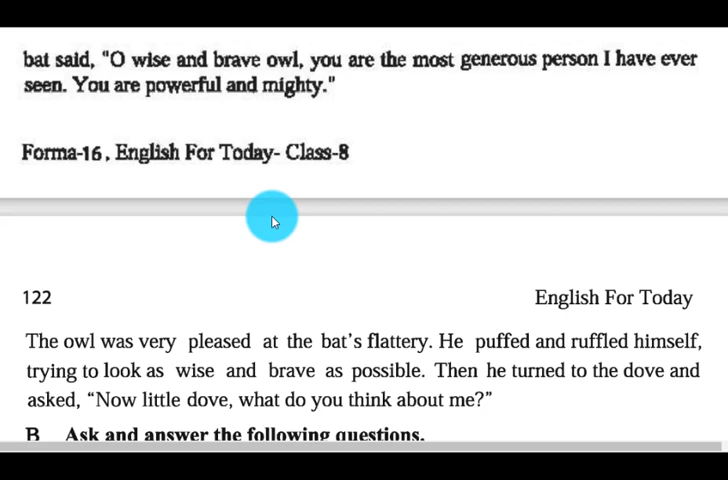 bat said, "O wise and brave owl, you are the most generous person I have ever
seen. You are powerful and mighty."
Forma-16, English For Today- Class-8
122 English For Today
The owl was very pleased at the bat's flattery. He puffed and ruffled himself,
trying to look as wise and brave as possible. Then he turned to the dove and
asked, “Now little dove, what do you think about me?”
B Ask and answer the following questions.